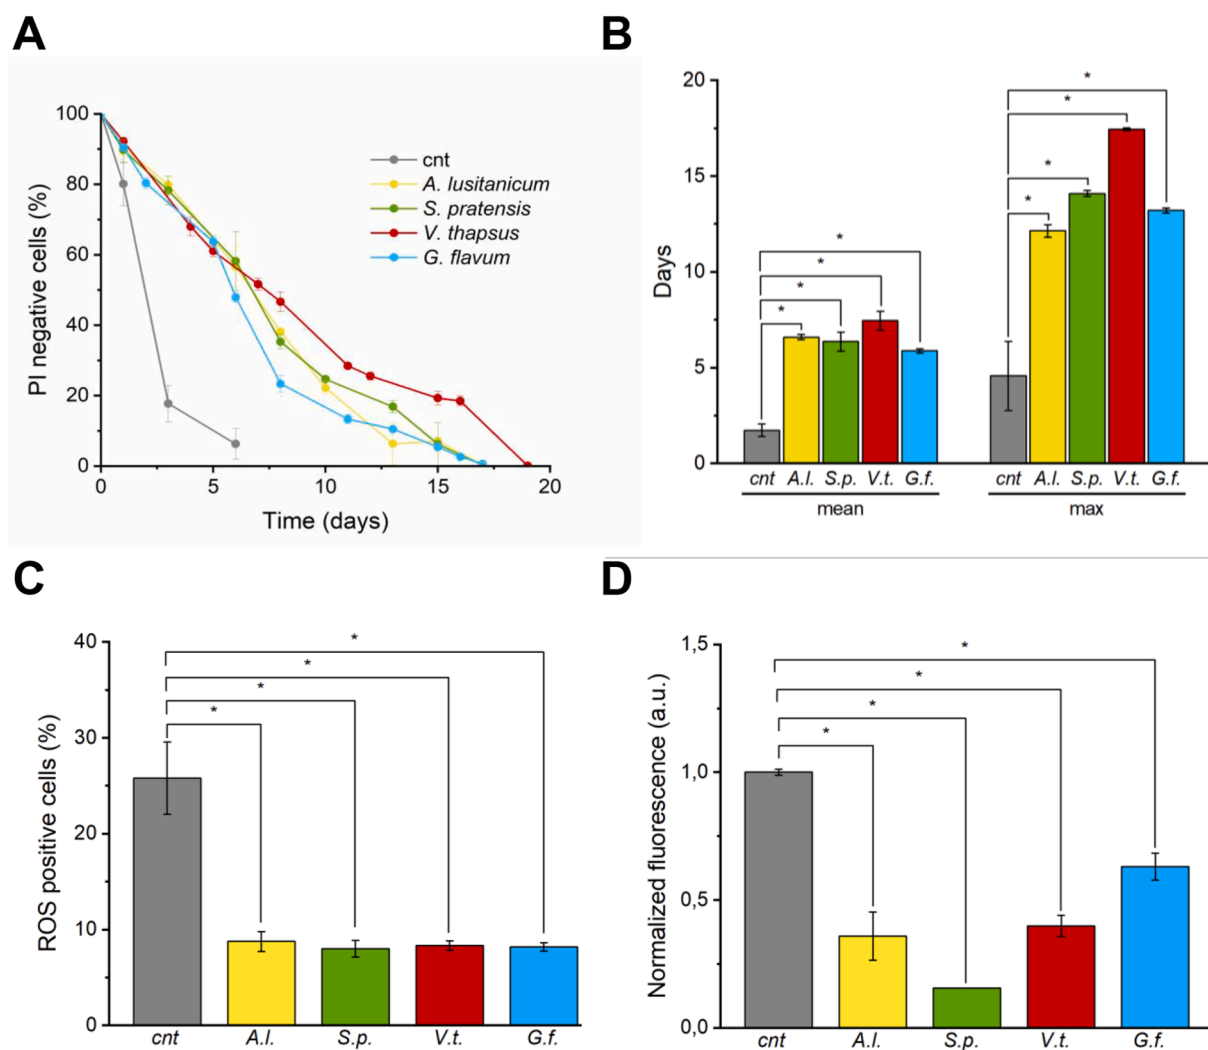 A
100
80
60
40
20
0
PI negative cells (%)
0 5 10 15 20
Time (days)
cnt
A. lusitanicum
S. pratensis
V. thapsus
G. flavum
B
20
15
10
5
0
Days
* * * *
* * * *
cnt A.l. S.p. V.t. G.f.
cnt A.l. S.p. V.t. G.f.
mean
max
C
40
30
20
10
0
ROS positive cells (%)
* * * *
cnt A.l. S.p. V.t. G.f.
D
1,5
1,0
0,5
0,0
Normalized fluorescence (a.u.)
* * * *
cnt A.l. S.p. V.t. G.f.